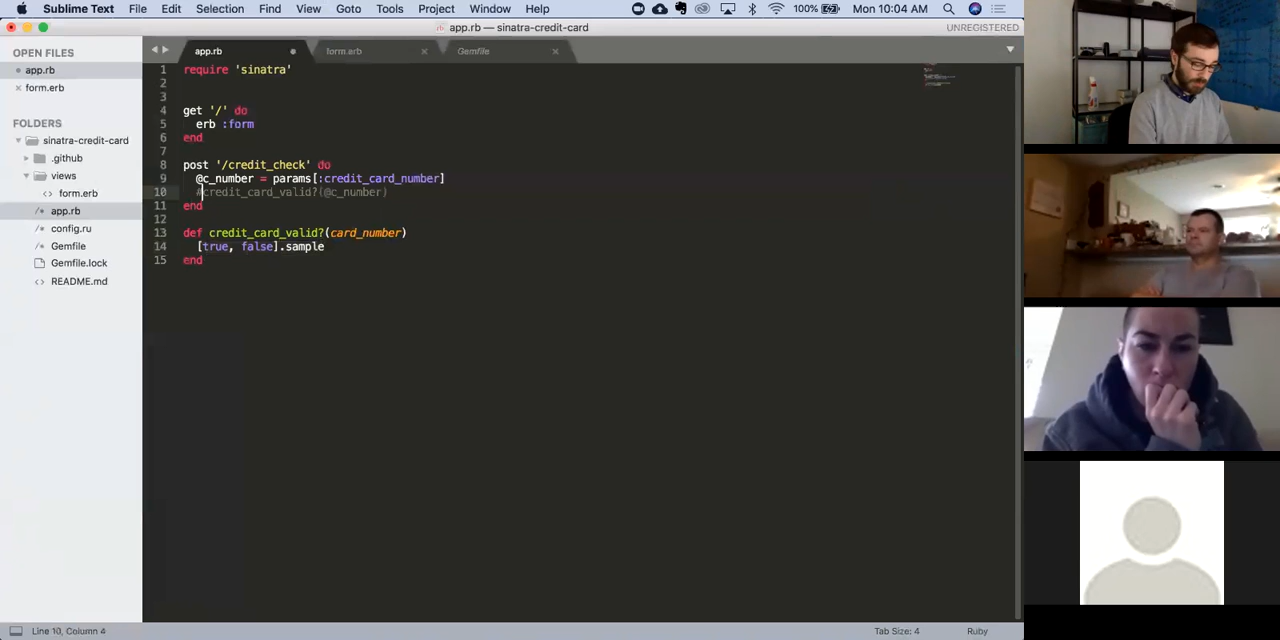 Sublime Text File Edit Selection Find View Goto Tools Project Window Help 100% Mon 10:04 AM
app.rb — sinatra-credit-card UNREGISTERED
OPEN FILES
app.rb
form.erb
FOLDERS
sinatra-credit-card
.github
views
form.erb
app.rb
config.ru
Gemfile
Gemfile.lock
README.md
app.rb form.erb Gemfile
1 require 'sinatra'
2
3
4 get '/' do
5 erb :form
6 end
7
8 post '/credit_check' do
9 @c_number = params[:credit_card_number]
10 #credit_card_valid?(@c_number)
11 end
12
13 def credit_card_valid?(card_number)
14 [true, false].sample
15 end
Line 10, Column 4 Tab Size: 4 Ruby